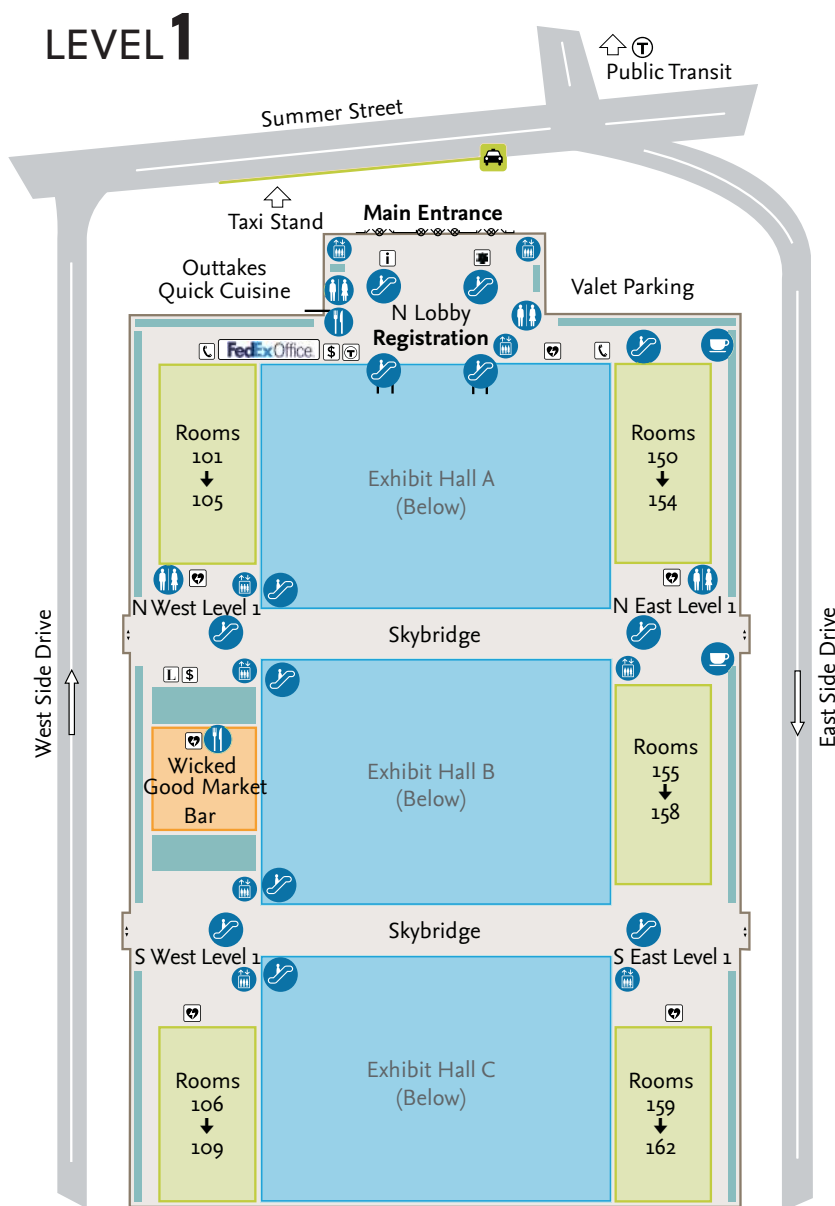 LEVEL 1
Public Transit
T
Summer Street
Taxi Stand
Main Entrance
i
Outtakes
Quick Cuisine
Valet Parking
N Lobby
Registration
FedEx Office.
$
T
Rooms
101
105
Exhibit Hall A
(Below)
Rooms
150
154
N West Level 1
Skybridge
N East Level 1
West Side Drive
East Side Drive
L
$
Wicked
Good Market
Bar
Exhibit Hall B
(Below)
Rooms
155
158
S West Level 1
Skybridge
S East Level 1
Rooms
106
109
Exhibit Hall C
(Below)
Rooms
159
162